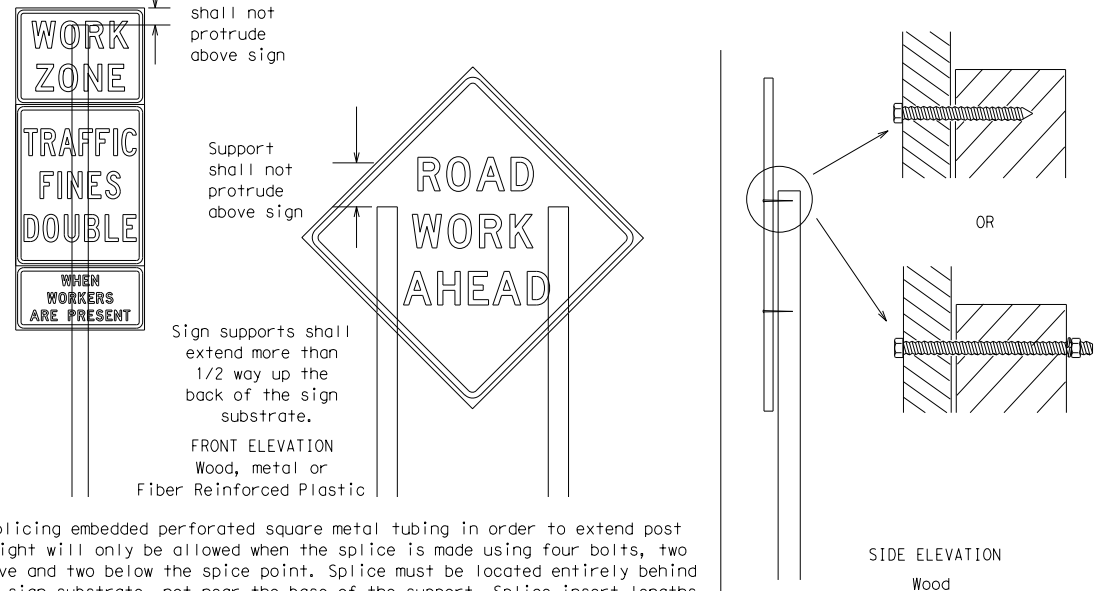 shall not
protrude
above sign
WORK
ZONE
TRAFFIC
FINES
DOUBLE
WHEN
WORKERS
ARE PRESENT
Support
shall not
protrude
above sign
ROAD
WORK
AHEAD
Sign supports shall
extend more than
1/2 way up the
back of the sign
substrate.
FRONT ELEVATION
Wood, metal or
Fiber Reinforced Plastic
OR
SIDE ELEVATION
Wood
plicing embedded perforated square metal tubing in order to extend post
ight will only be allowed when the splice is made using four bolts, two
ve and two below the spice point. Splice must be located entirely behind
sign substrate, not near the base of the support. Splice insert lengths